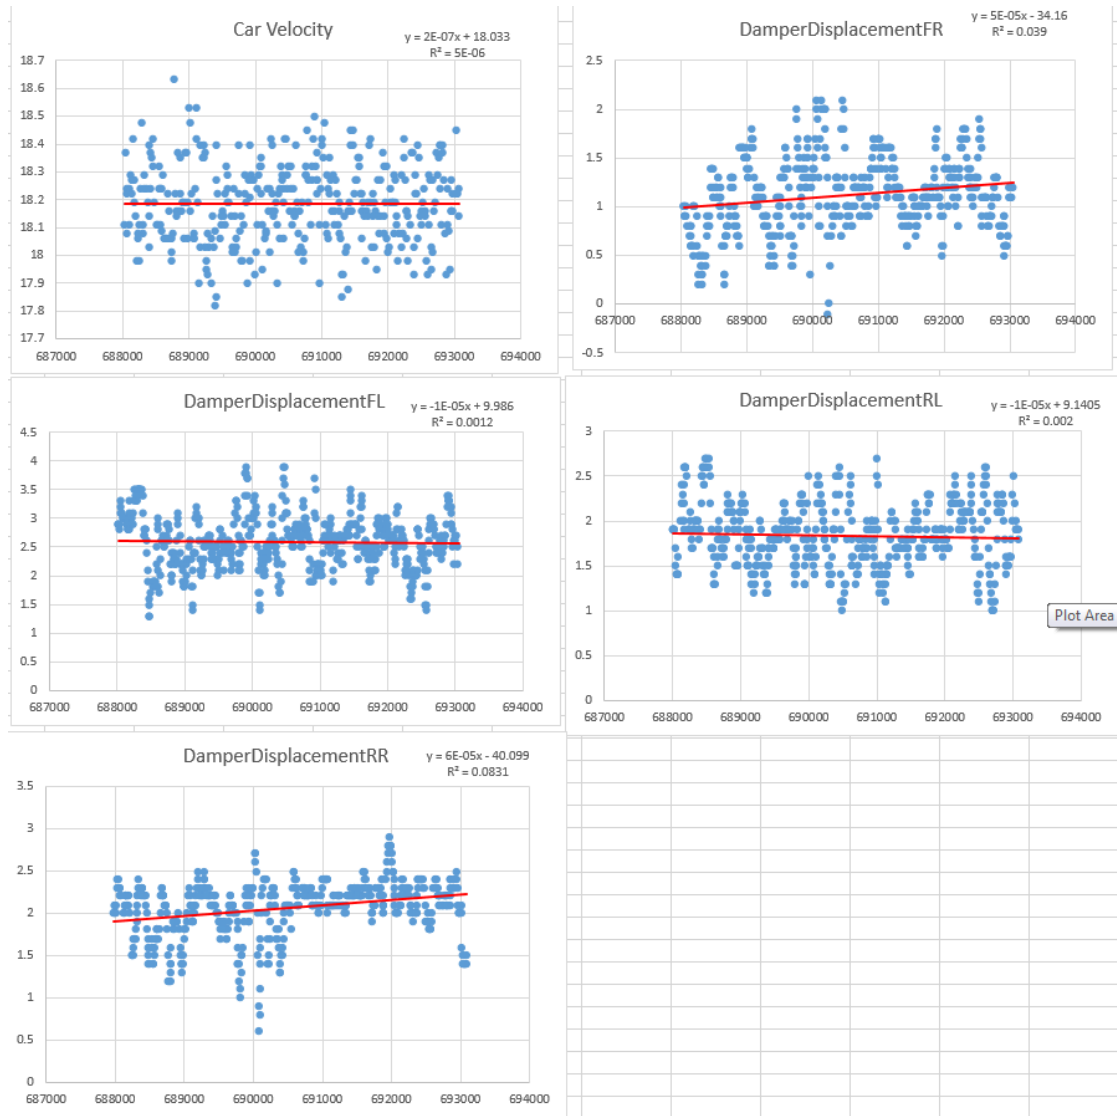 Car Velocity
y = 2E-07x + 18.033
R² = 5E-06
18.7
18.6
18.5
18.4
18.3
18.2
18.1
18
17.9
17.8
17.7
687000 688000 689000 690000 691000 692000 693000 694000
DamperDisplacementFR
y = 5E-05x - 34.16
R² = 0.039
2.5
2
1.5
1
0.5
0
-0.5
687000 688000 689000 690000 691000 692000 693000 694000
DamperDisplacementFL
y = -1E-05x + 9.986
R² = 0.0012
4.5
4
3.5
3
2.5
2
1.5
1
0.5
0
687000 688000 689000 690000 691000 692000 693000 694000
DamperDisplacementRL
y = -1E-05x + 9.1405
R² = 0.002
3
2.5
2
1.5
1
0.5
0
687000 688000 689000 690000 691000 692000 693000 694000
Plot Area
DamperDisplacementRR
y = 6E-05x - 40.099
R² = 0.0831
3.5
3
2.5
2
1.5
1
0.5
0
687000 688000 689000 690000 691000 692000 693000 694000